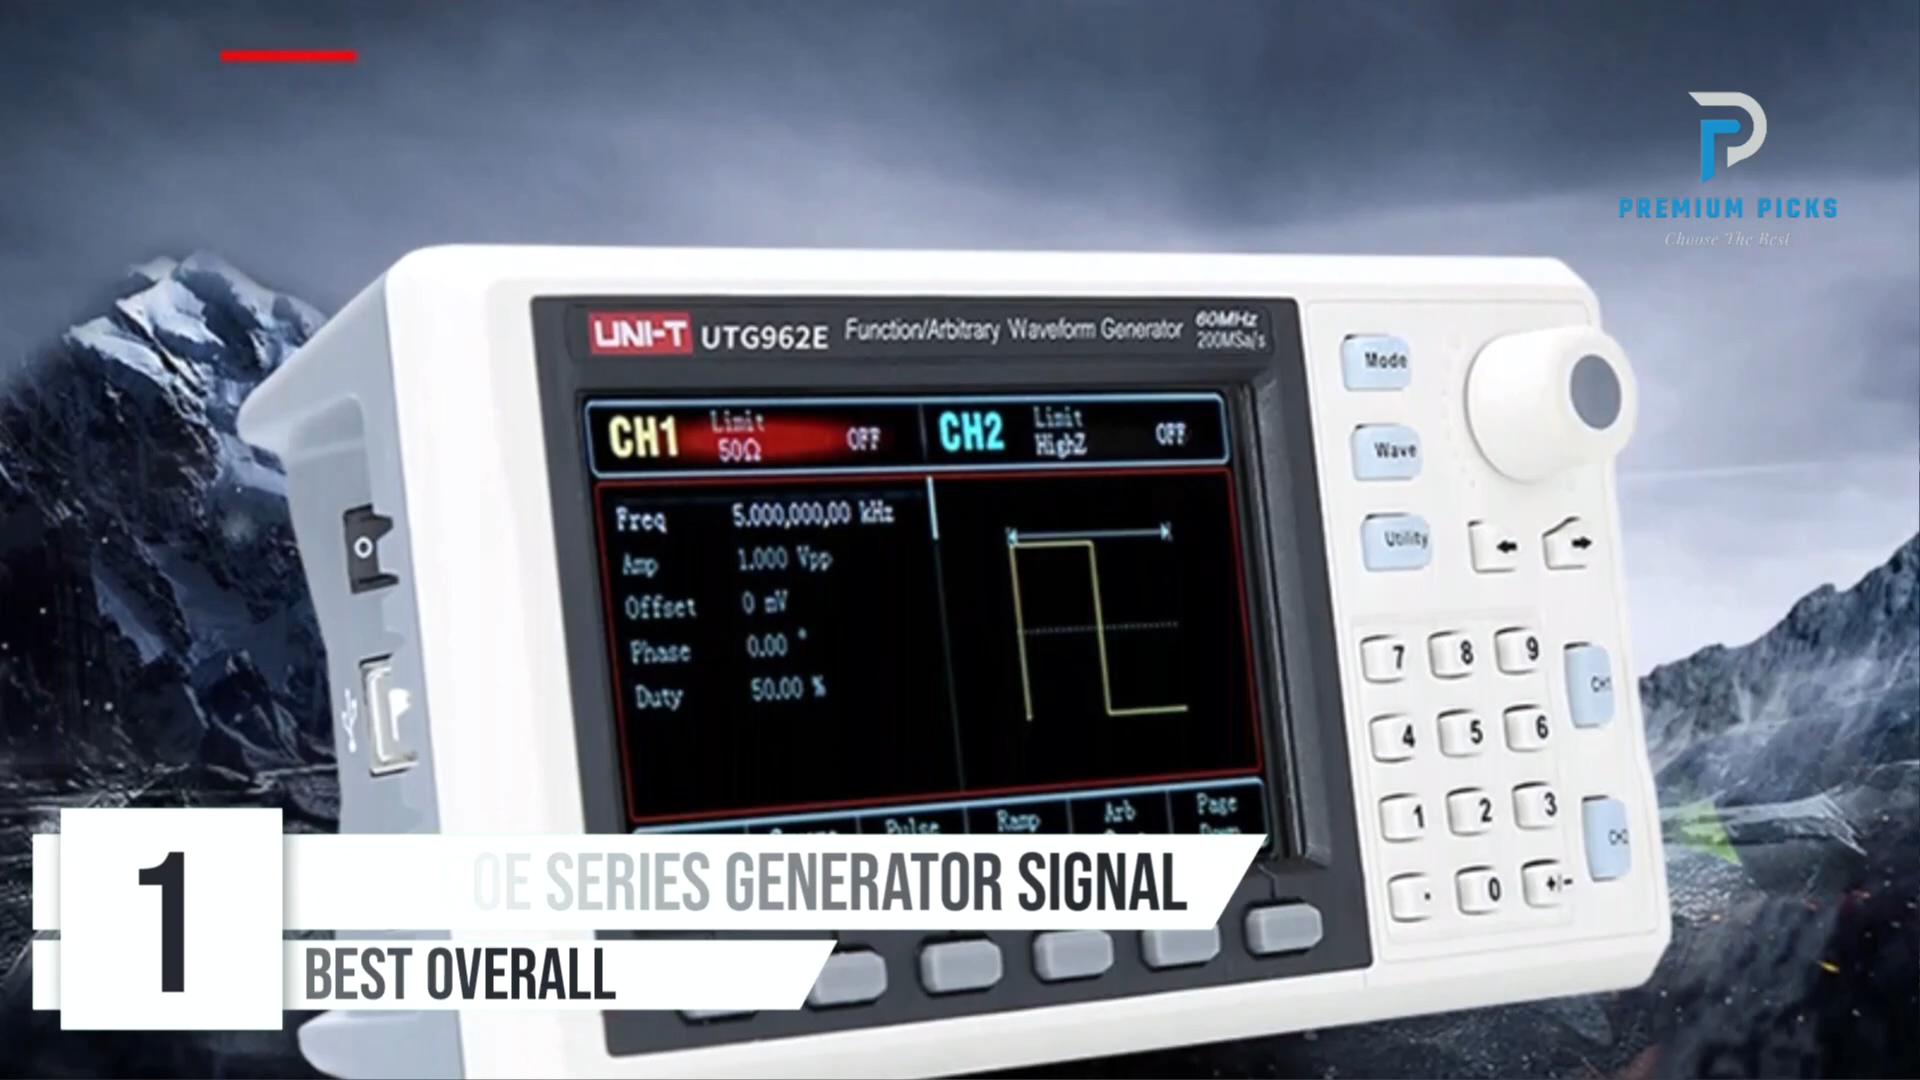 PREMIUM PICKS
Choose The Best
UNI-T UTG962E Function/Arbitrary Waveform Generator 60MHz
200MSa/s
CH1 Limit 50Ω OFF CH2 Limit HighZ OFF
Freq 5.000,000,00 kHz
Amp 1.000 Vpp
Offset 0 mV
Phase 0.00 °
Duty 50.00 %
Pulse Ramp Arb Page
Mode
Wave
Utility
7 8 9
CH1
4 5 6
1 2 3
CH2
. 0 +/-
1
OE SERIES GENERATOR SIGNAL
BEST OVERALL